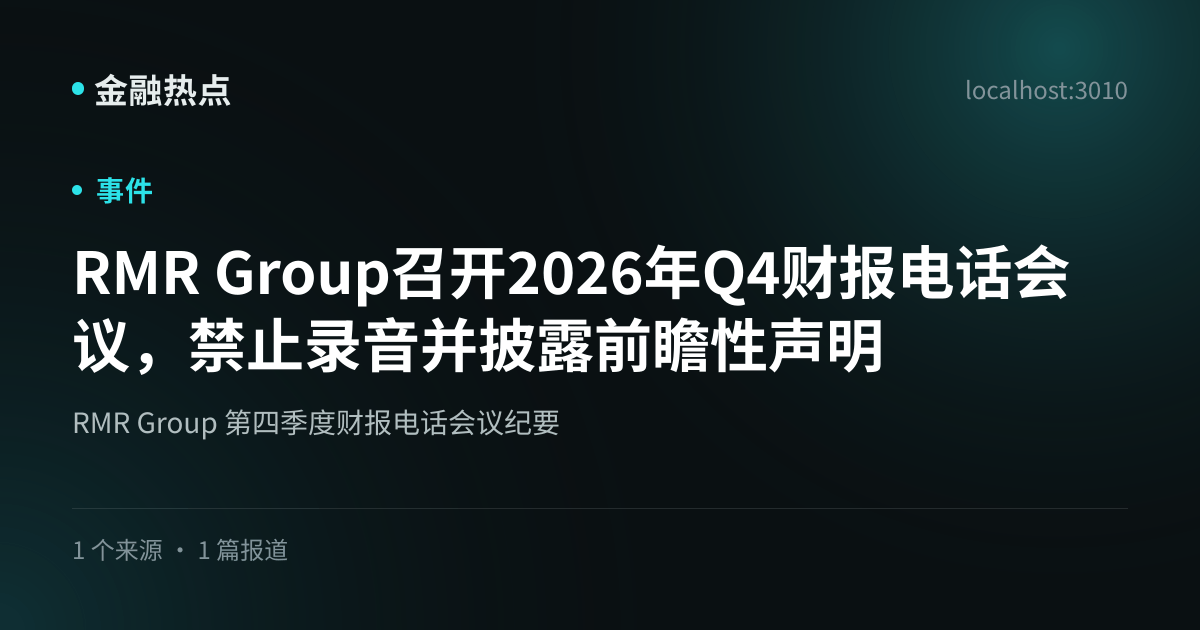 金融热点
localhost:3010
事件
RMR Group召开2026年Q4财报电话会
议，禁止录音并披露前瞻性声明
RMR Group 第四季度财报电话会议纪要
1 个来源 · 1 篇报道